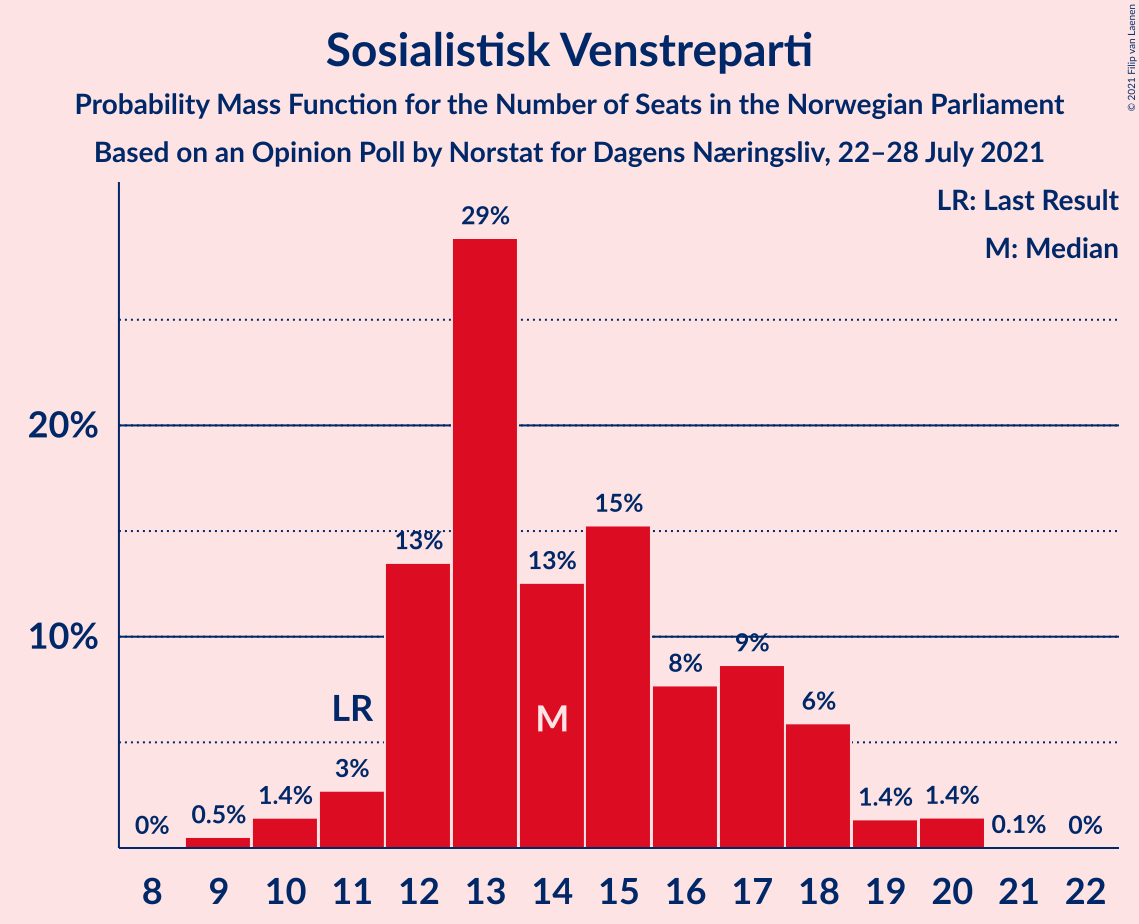 Sosialistisk Venstreparti
Probability Mass Function for the Number of Seats in the Norwegian Parliament
Based on an Opinion Poll by Norstat for Dagens Næringsliv, 22–28 July 2021
© 2021 Filip van Laenen
LR: Last Result
M: Median
20%
10%
0%
0.5%
1.4%
3%
13%
29%
13%
15%
8%
9%
6%
1.4%
1.4%
0.1%
0%
LR
M
8 9 10 11 12 13 14 15 16 17 18 19 20 21 22